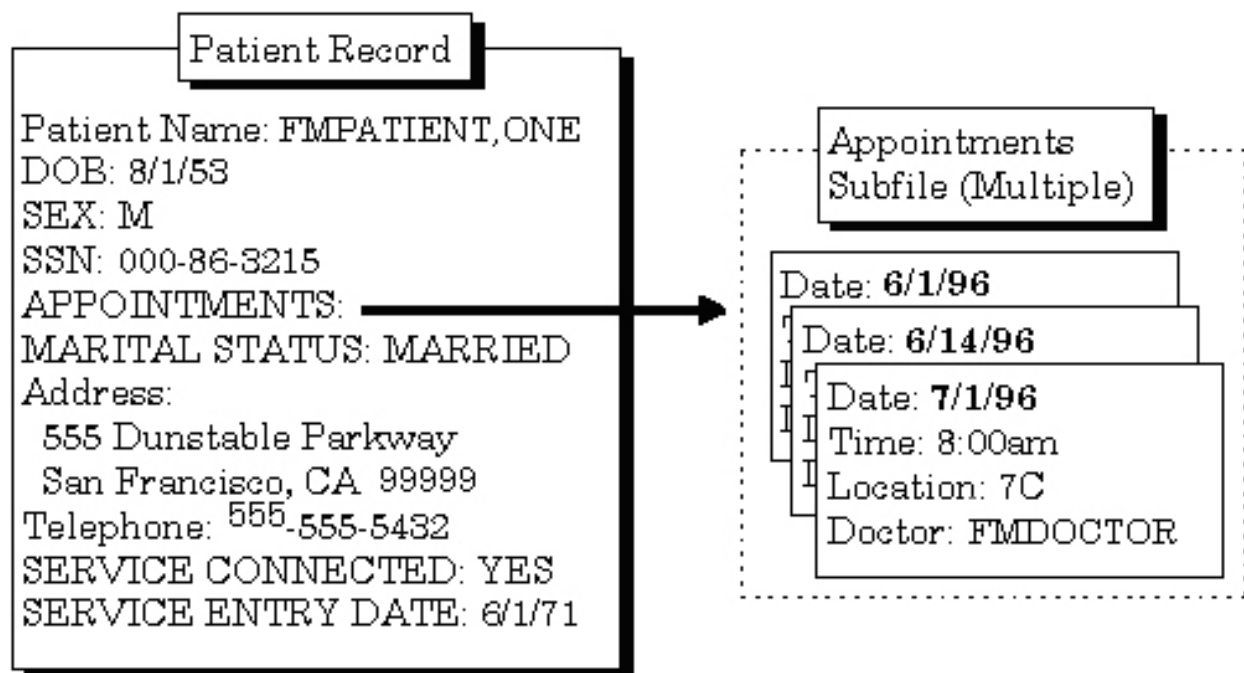 Patient Record
Patient Name: FMPATIENT,ONE
DOB: 8/1/53
SEX: M
SSN: 000-86-3215
APPOINTMENTS:
MARITAL STATUS: MARRIED
Address:
555 Dunstable Parkway
San Francisco, CA 99999
Telephone: 555-555-5432
SERVICE CONNECTED: YES
SERVICE ENTRY DATE: 6/1/71
Appointments
Subfile (Multiple)
Date: 6/1/96
Date: 6/14/96
Date: 7/1/96
Time: 8:00am
Location: 7C
Doctor: FMDOCTOR